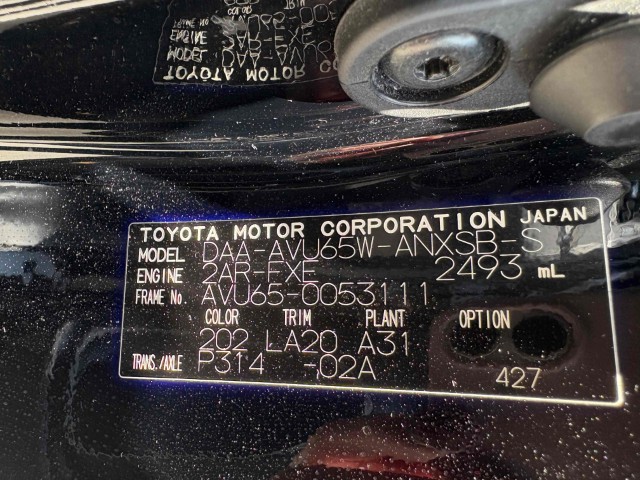 TOYOTA MOTOR CORPORATION JAPAN
MODEL DAA-AVU65W-ANXSB-S
ENGINE 2AR-FXE 2493 mL
FRAME No. AVU65-0053111
COLOR TRIM PLANT OPTION
202 LA20 A31
TRANS./AXLE P314 -02A
427